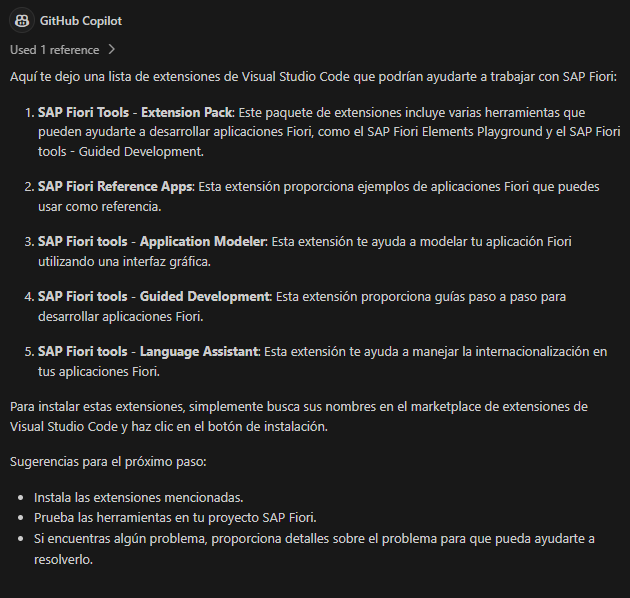 GitHub Copilot
Used 1 reference
Aquí te dejo una lista de extensiones de Visual Studio Code que podrían ayudarte a trabajar con SAP Fiori:
1. SAP Fiori Tools - Extension Pack: Este paquete de extensiones incluye varias herramientas que
pueden ayudarte a desarrollar aplicaciones Fiori, como el SAP Fiori Elements Playground y el SAP Fiori
tools - Guided Development.
2. SAP Fiori Reference Apps: Esta extensión proporciona ejemplos de aplicaciones Fiori que puedes
usar como referencia.
3. SAP Fiori tools - Application Modeler: Esta extensión te ayuda a modelar tu aplicación Fiori
utilizando una interfaz gráfica.
4. SAP Fiori tools - Guided Development: Esta extensión proporciona guías paso a paso para
desarrollar aplicaciones Fiori.
5. SAP Fiori tools - Language Assistant: Esta extensión te ayuda a manejar la internacionalización en
tus aplicaciones Fiori.
Para instalar estas extensiones, simplemente busca sus nombres en el marketplace de extensiones de
Visual Studio Code y haz clic en el botón de instalación.
Sugerencias para el próximo paso:
• Instala las extensiones mencionadas.
• Prueba las herramientas en tu proyecto SAP Fiori.
• Si encuentras algún problema, proporciona detalles sobre el problema para que pueda ayudarte a
resolverlo.